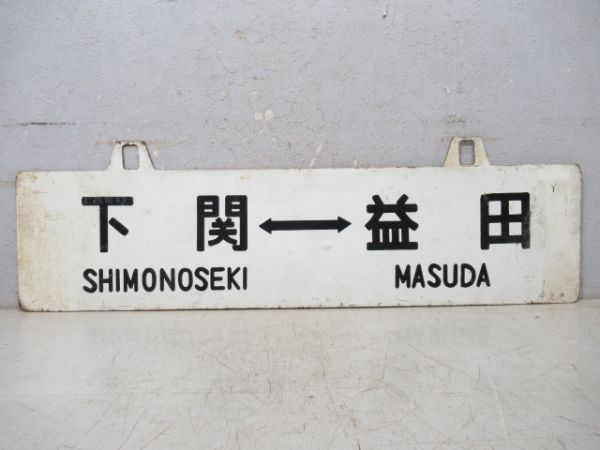 下関↔益田
SHIMONOSEKI MASUDA